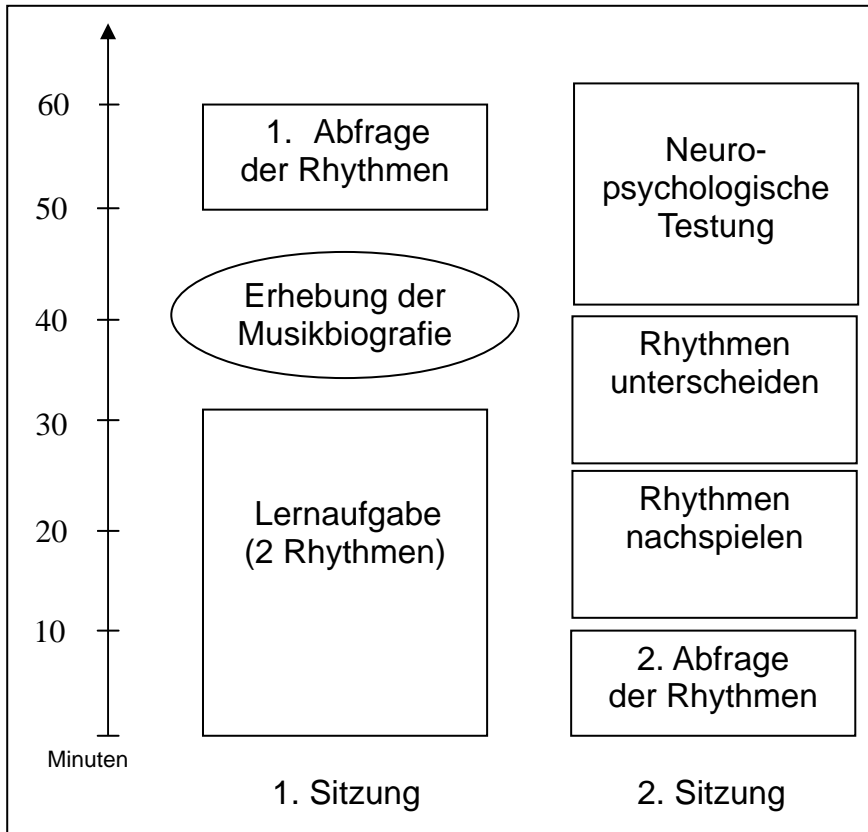 60
50
40
30
20
10
Minuten
1. Abfrage
der Rhythmen
Erhebung der
Musikbiografie
Lernaufgabe
(2 Rhythmen)
1. Sitzung
Neuro-
psychologische
Testung
Rhythmen
unterscheiden
Rhythmen
nachspielen
2. Abfrage
der Rhythmen
2. Sitzung